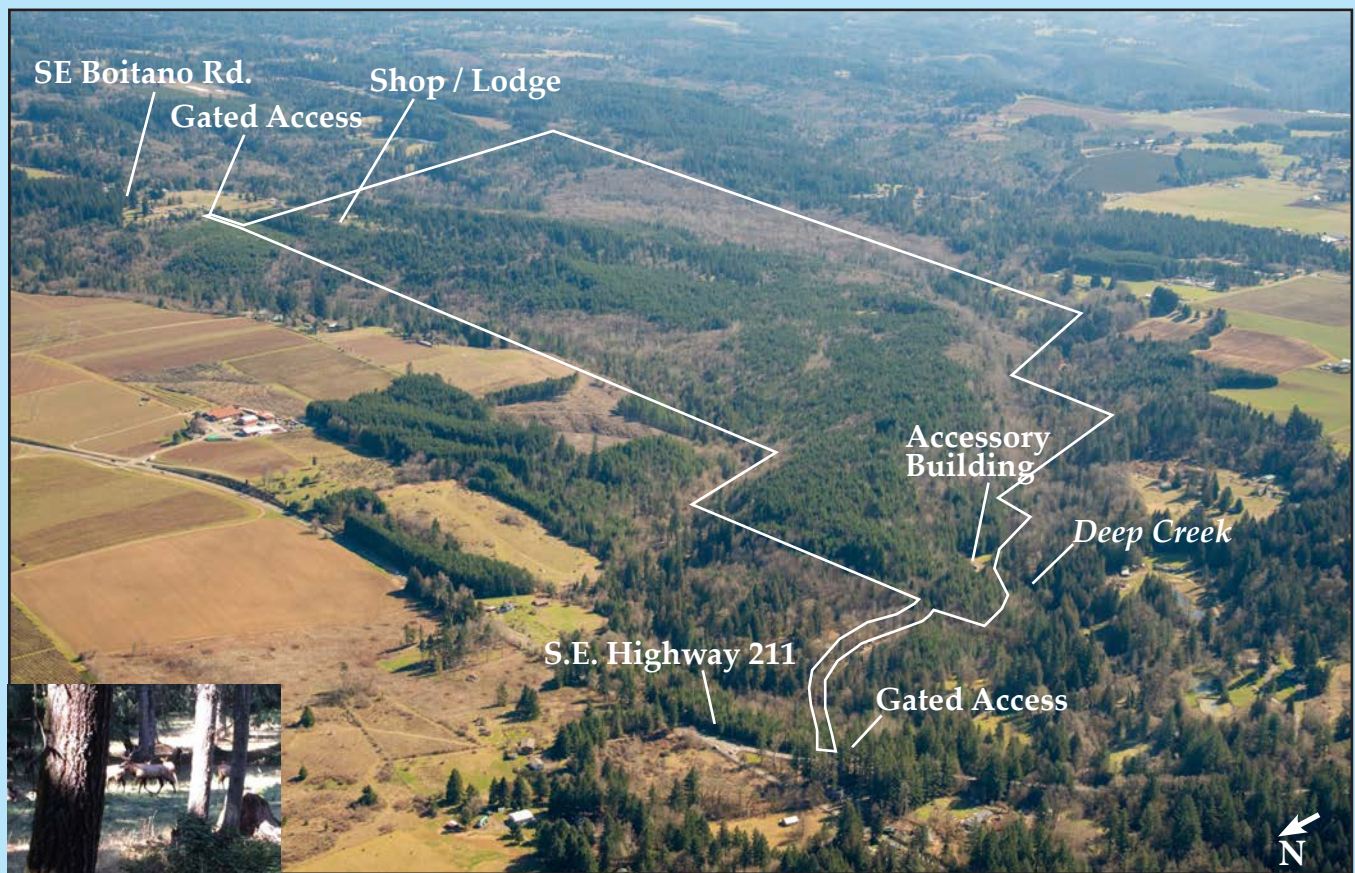 SE Boitano Rd.
Shop / Lodge
Gated Access
Accessory
Building
Deep Creek
S.E. Highway 211
Gated Access
N